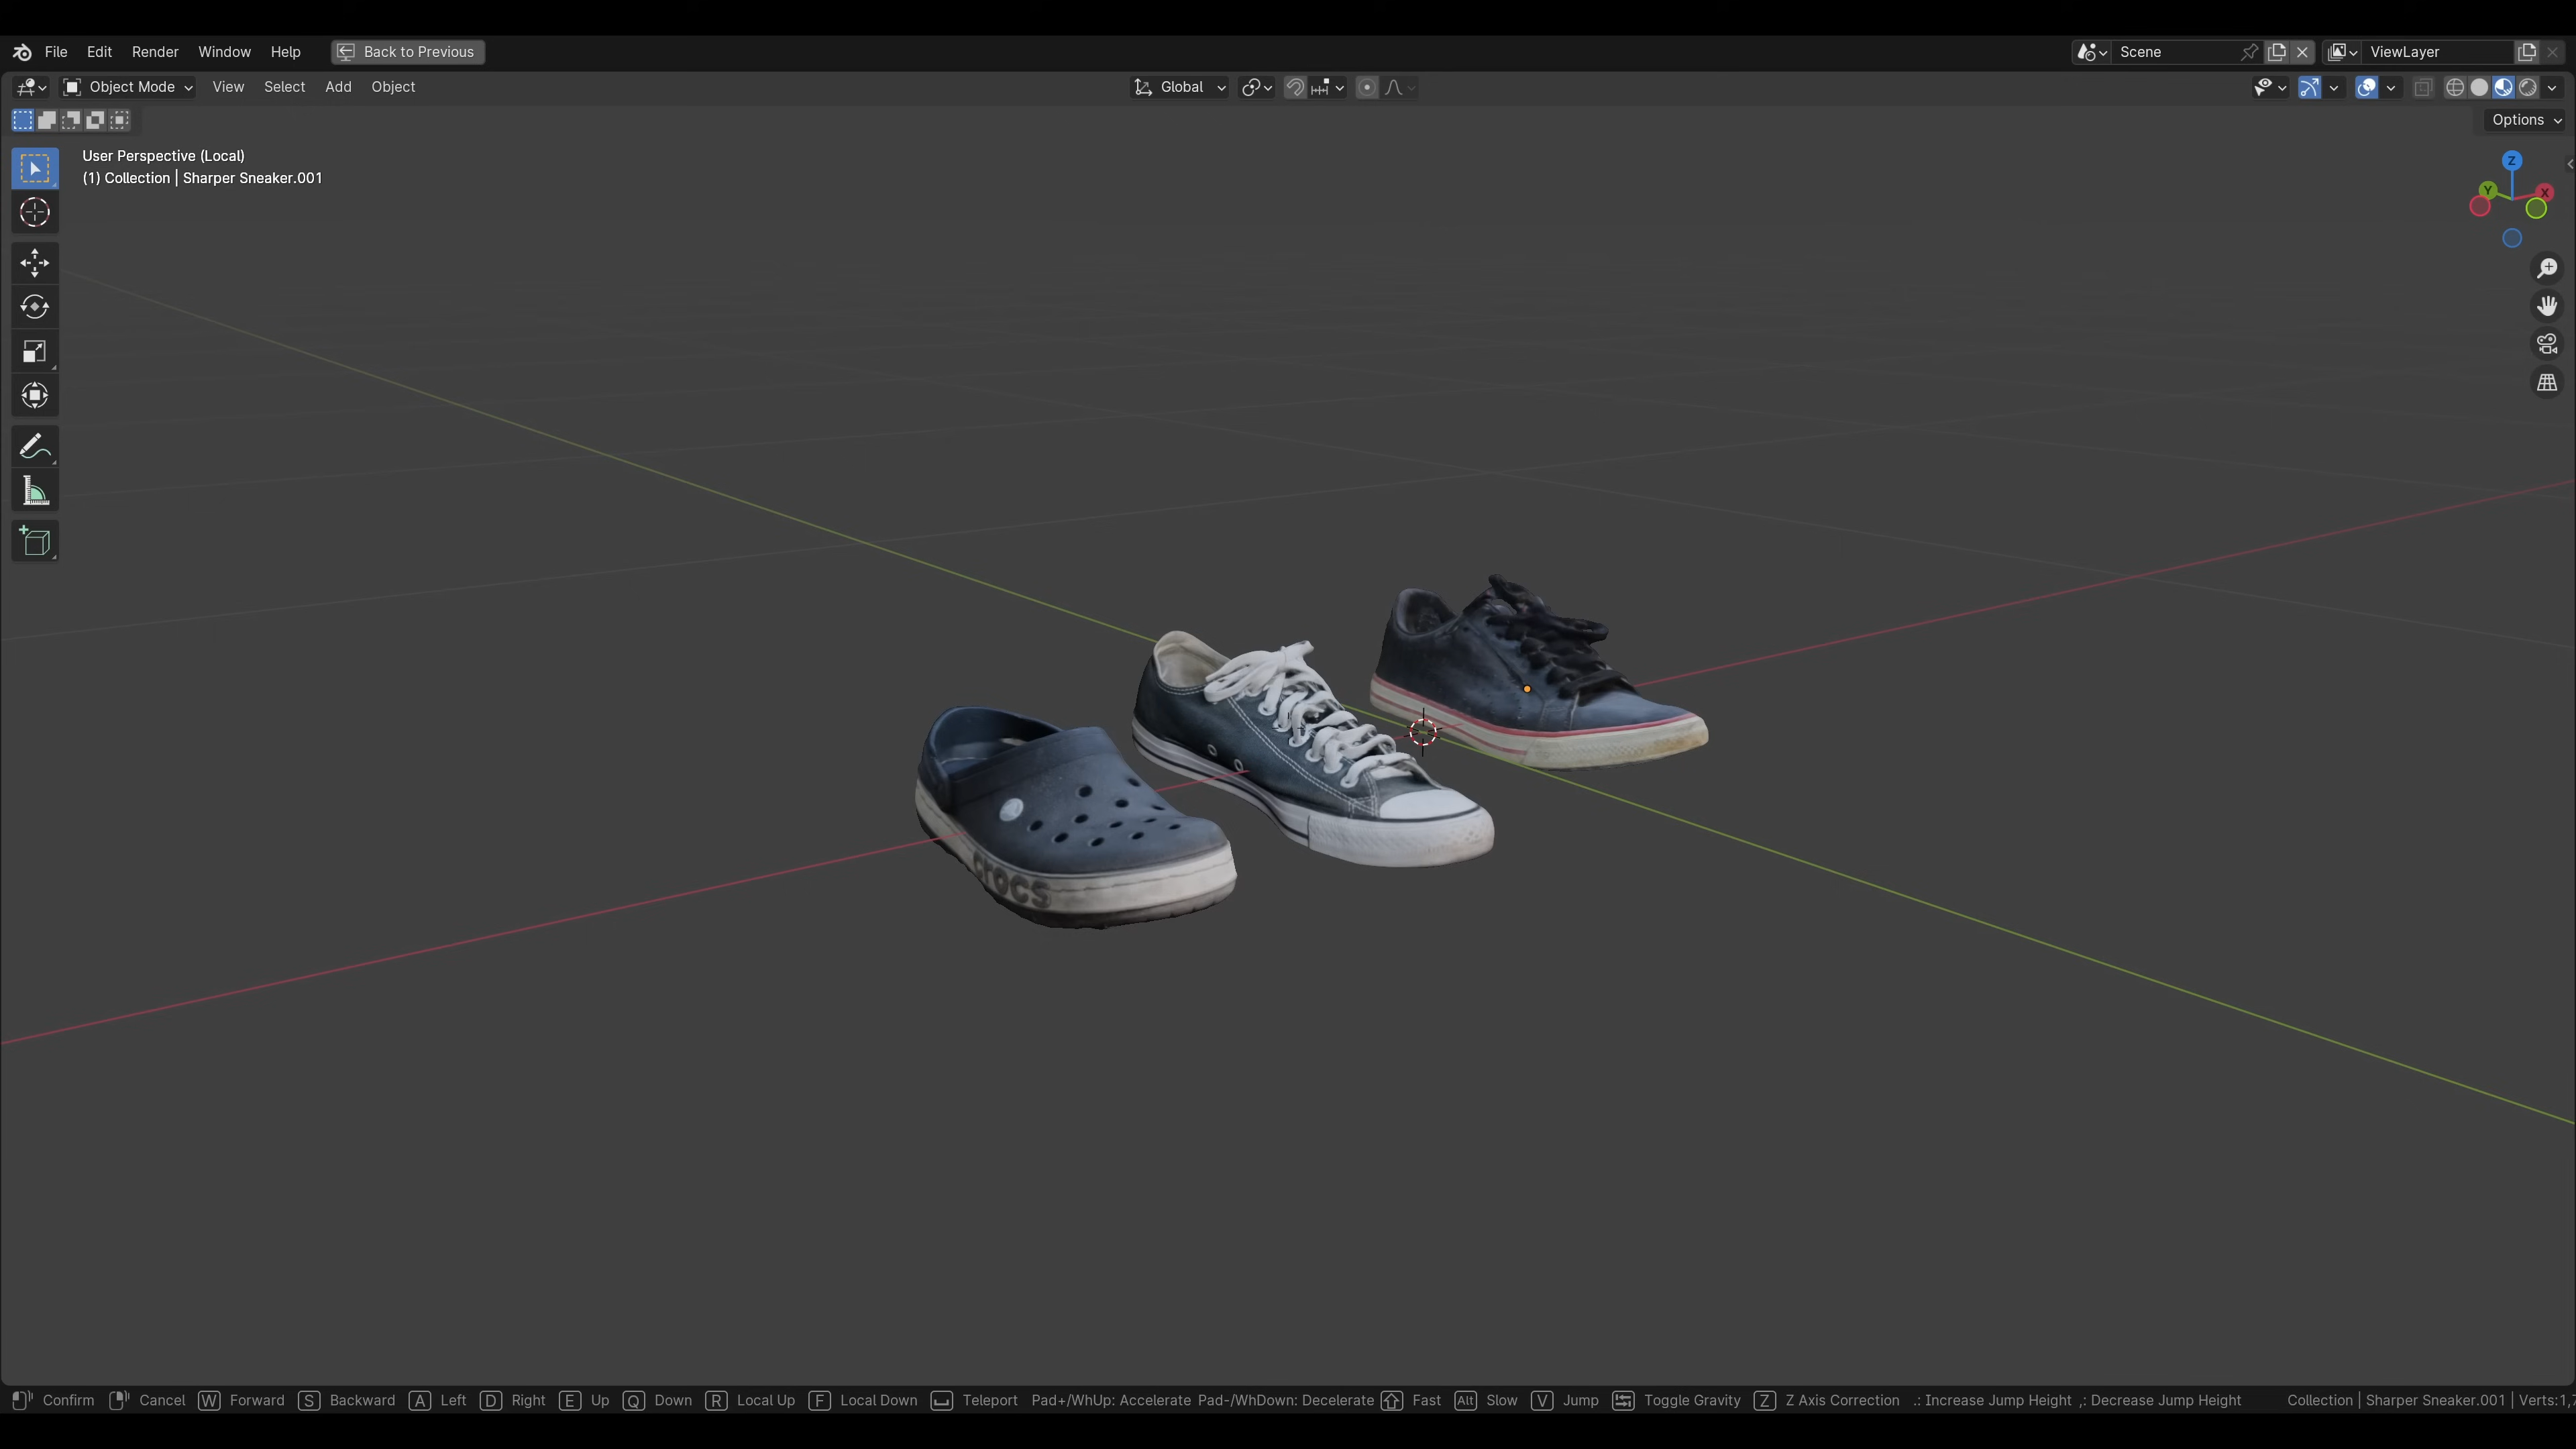 File Edit Render Window Help Back to Previous Scene ViewLayer
Object Mode View Select Add Object Global
Options
User Perspective (Local)
(1) Collection | Sharper Sneaker.001
Z
Y X
crocs
Confirm Cancel W Forward S Backward A Left D Right E Up Q Down R Local Up F Local Down Teleport Pad+/WhUp: Accelerate Pad-/WhDown: Decelerate Fast Alt Slow V Jump Toggle Gravity Z Z Axis Correction .: Increase Jump Height ,: Decrease Jump Height Collection | Sharper Sneaker.001 | Verts:1,